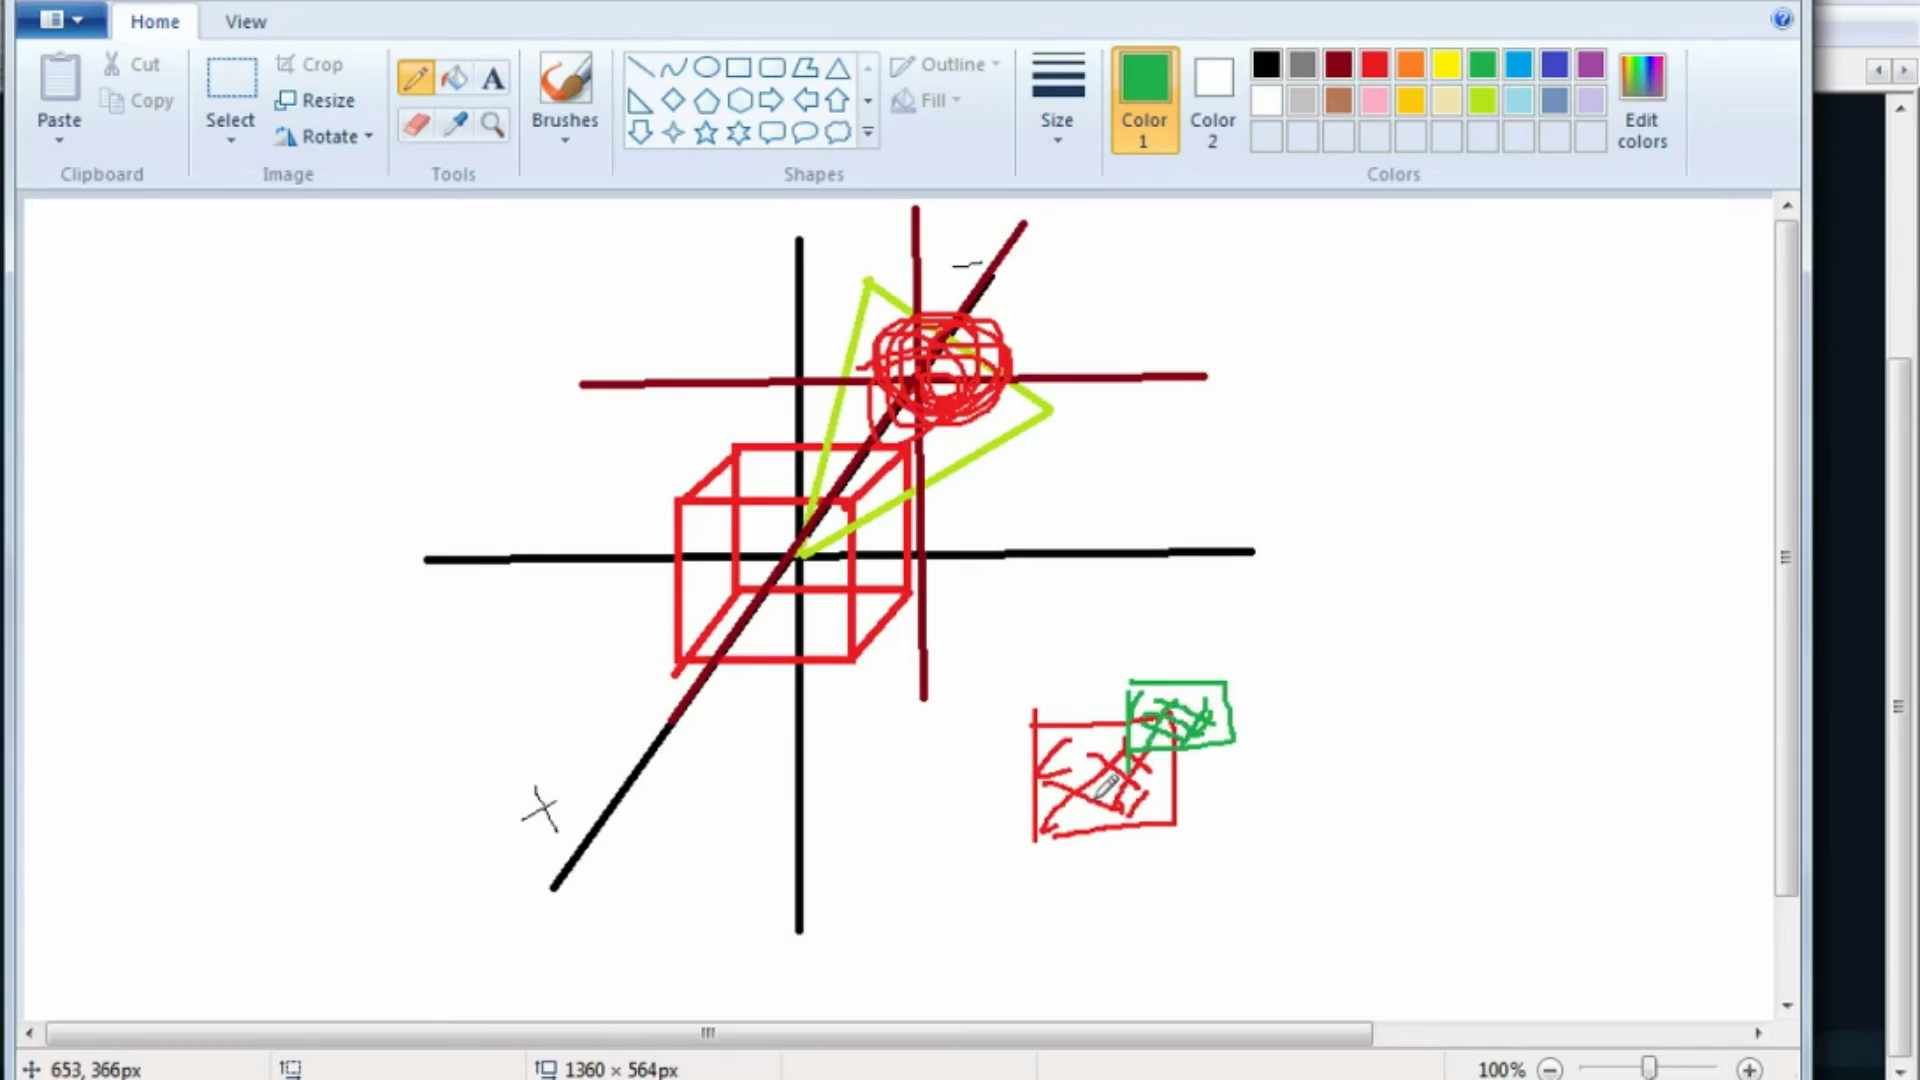 Home View
Paste
Cut
Copy
Clipboard
Select
Crop
Resize
Rotate
Image
A
Tools
Brushes
Outline
Fill
Shapes
Size
Color 1
Color 2
Edit colors
Colors
653, 366px 1360 × 564px 100%